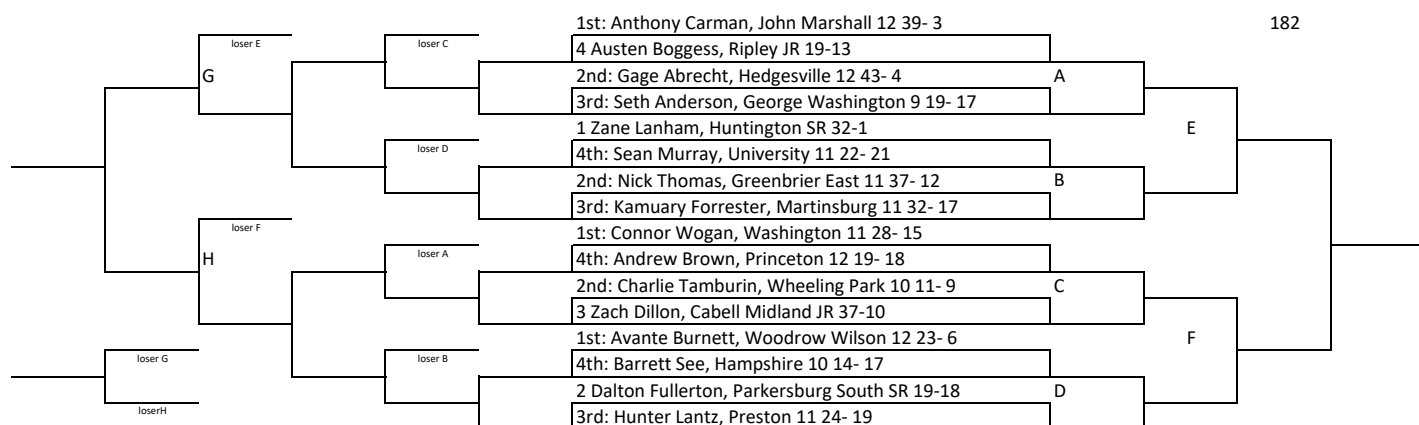 1st: Anthony Carman, John Marshall 12 39- 3 182
loser E loser C
4 Austen Boggess, Ripley JR 19-13
G 2nd: Gage Abrecht, Hedgesville 12 43- 4 A
3rd: Seth Anderson, George Washington 9 19- 17
1 Zane Lanham, Huntington SR 32-1 E
loser D
4th: Sean Murray, University 11 22- 21
2nd: Nick Thomas, Greenbrier East 11 37- 12 B
3rd: Kamuary Forrester, Martinsburg 11 32- 17
loser F
1st: Connor Wogan, Washington 11 28- 15
H loser A
4th: Andrew Brown, Princeton 12 19- 18
2nd: Charlie Tamburin, Wheeling Park 10 11- 9 C
3 Zach Dillon, Cabell Midland JR 37-10
1st: Avante Burnett, Woodrow Wilson 12 23- 6 F
loser G loser B
4th: Barrett See, Hampshire 10 14- 17
2 Dalton Fullerton, Parkersburg South SR 19-18 D
loserH
3rd: Hunter Lantz, Preston 11 24- 19